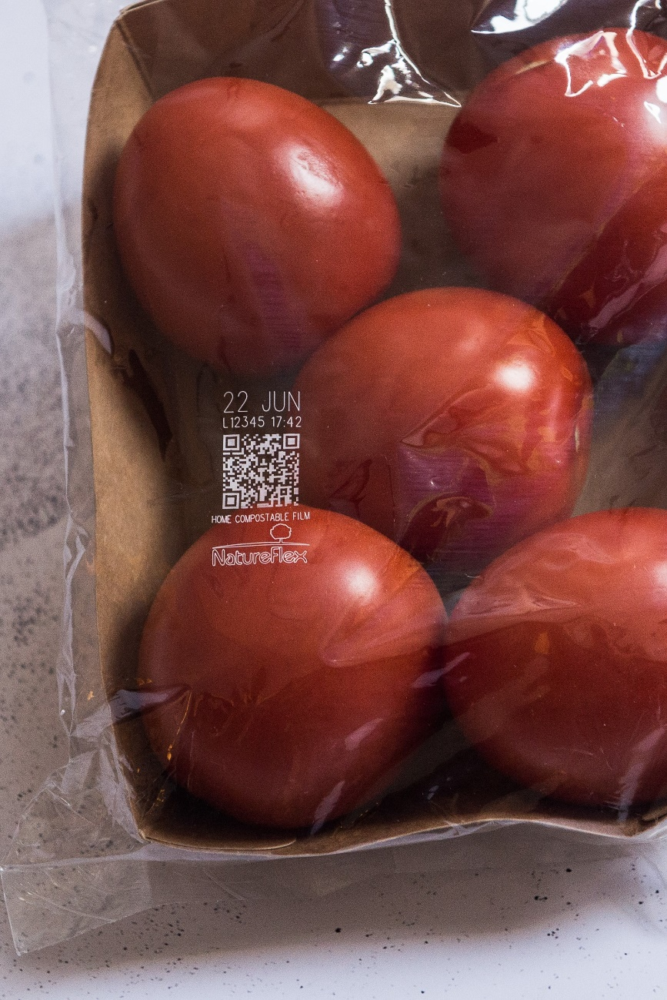 22 JUN
L12345 17:42
HOME COMPOSTABLE FILM
NatureFlex